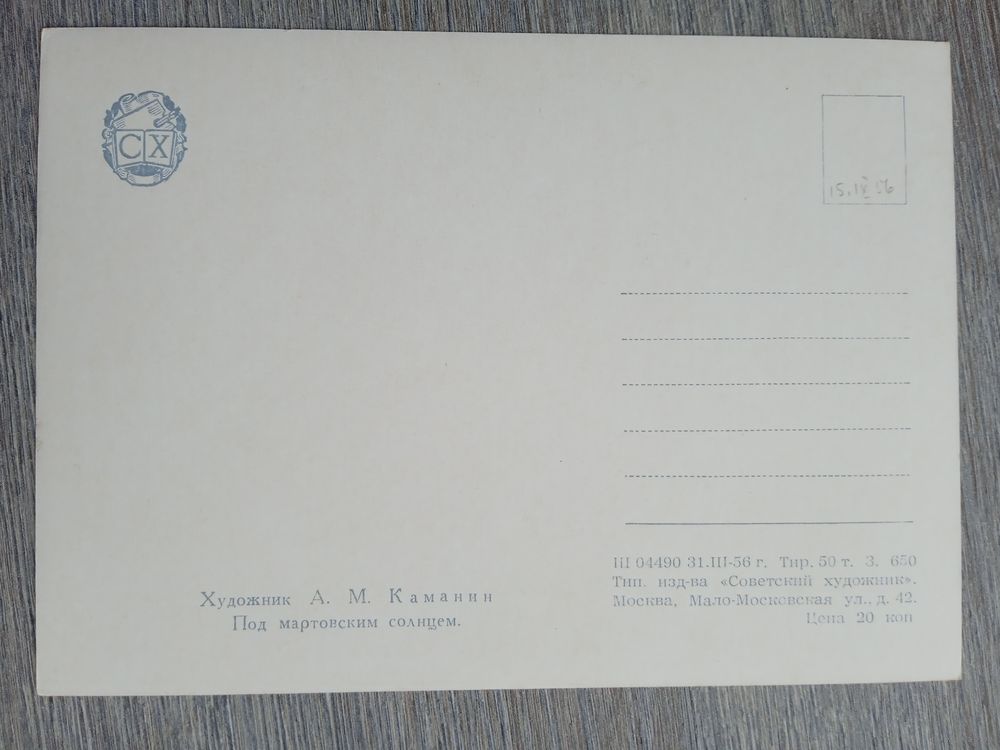 СХ
15.IV 56
Художник А. М. Каманин
Под мартовским солнцем.
Ш 04490 31.III-56 г. Тир. 50 т. З. 650
Тип. изд-ва «Советский художник».
Москва, Мало-Московская ул., д. 42.
Цена 20 коп